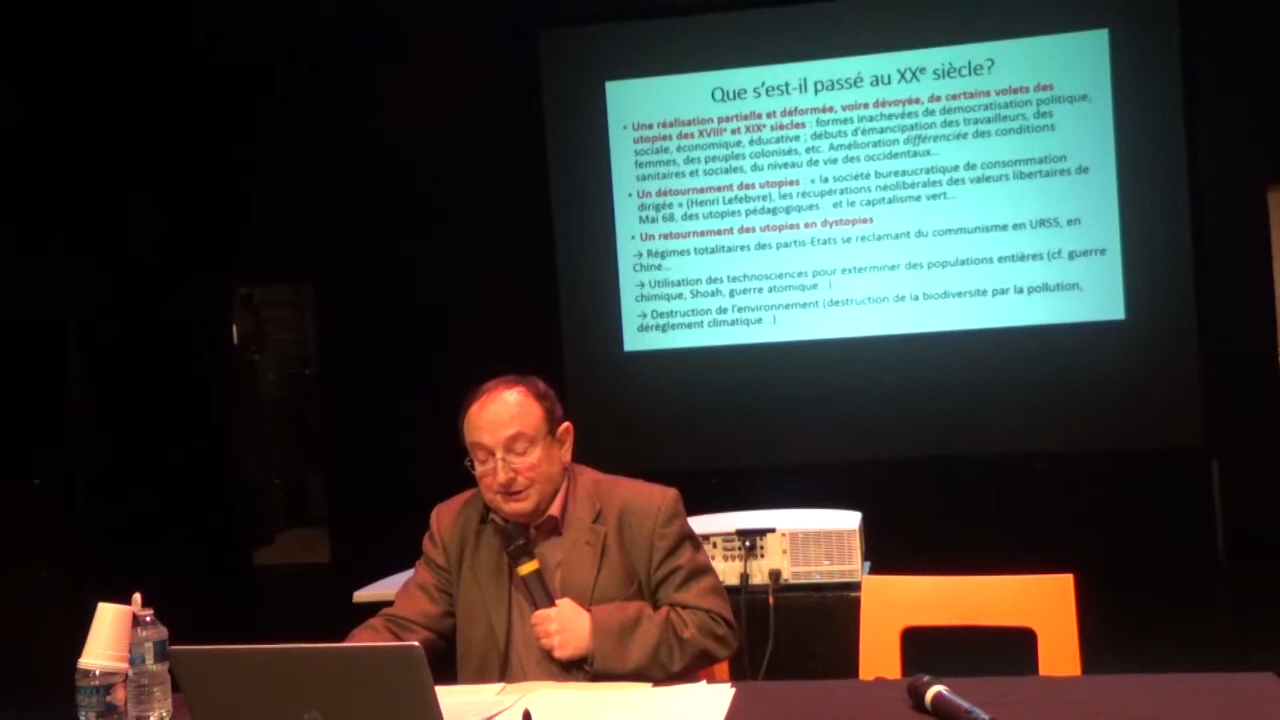 Que s'est-il passé au XXe siècle?
• Une réalisation partielle et déformée, voire dévoyée, de certains volets des
utopies des XVIIIe et XIXe siècles : formes inachevées de démocratisation politique,
sociale, économique, éducative ; débuts d'émancipation des travailleurs, des
femmes, des peuples colonisés, etc. Amélioration différenciée des conditions
sanitaires et sociales, du niveau de vie des occidentaux...
• Un détournement des utopies : « la société bureaucratique de consommation
dirigée » (Henri Lefebvre), les récupérations néolibérales des valeurs libertaires de
Mai 68, des utopies pédagogiques... et le capitalisme vert...
• Un retournement des utopies en dystopies
→ Régimes totalitaires des partis-Etats se reclamant du communisme en URSS, en
Chine...
→ Utilisation des technosciences pour exterminer des populations entières (cf. guerre
chimique, Shoah, guerre atomique...)
→ Destruction de l'environnement (destruction de la biodiversité par la pollution,
dérèglement climatique...)